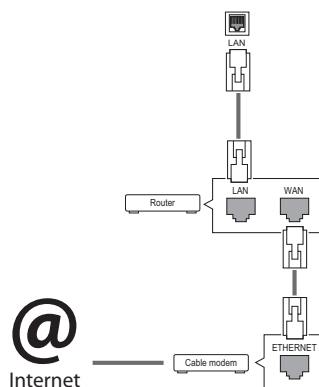 LAN
LAN WAN
Router
ETHERNET
@
Cable modem
Internet